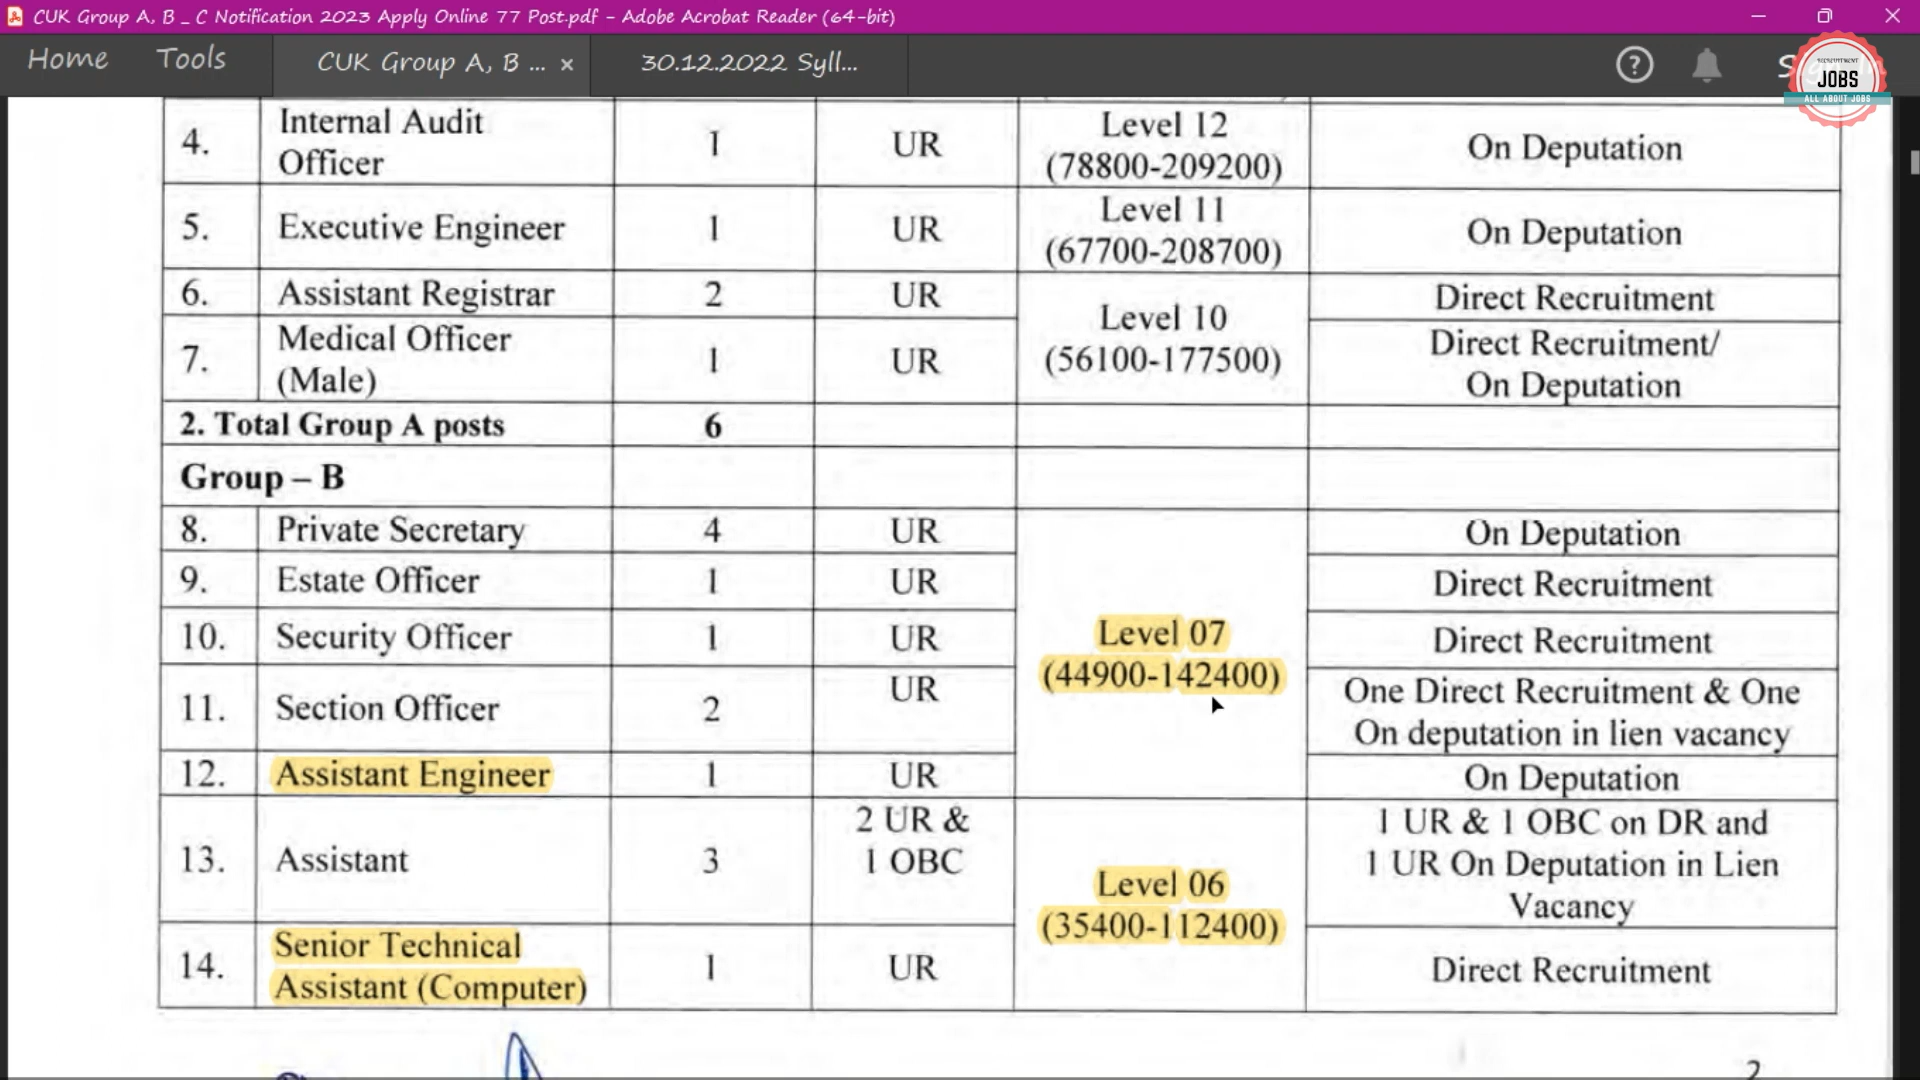 CUK Group A, B _ C Notification 2023 Apply Online 77 Post.pdf - Adobe Acrobat Reader (64-bit)
Home Tools CUK Group A, B ... × 30.12.2022 Syll...
RECRUITMENT
JOBS
ALL ABOUT JOBS
4. Internal Audit Officer 1 UR Level 12 (78800-209200) On Deputation
5. Executive Engineer 1 UR Level 11 (67700-208700) On Deputation
6. Assistant Registrar 2 UR Level 10 (56100-177500) Direct Recruitment
7. Medical Officer (Male) 1 UR Direct Recruitment/ On Deputation
2. Total Group A posts 6
Group – B
8. Private Secretary 4 UR On Deputation
9. Estate Officer 1 UR Direct Recruitment
10. Security Officer 1 UR Level 07 (44900-142400) Direct Recruitment
11. Section Officer 2 UR One Direct Recruitment & One On deputation in lien vacancy
12. Assistant Engineer 1 UR On Deputation
13. Assistant 3 2 UR & 1 OBC Level 06 (35400-112400) 1 UR & 1 OBC on DR and 1 UR On Deputation in Lien Vacancy
14. Senior Technical Assistant (Computer) 1 UR Direct Recruitment
2